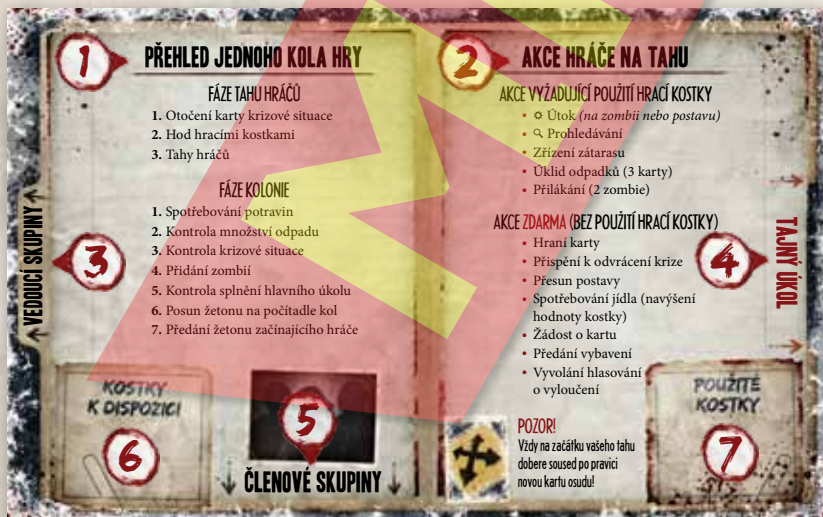 1
PŘEHLED JEDNOHO KOLA HRY
FÁZE TAHU HRÁČŮ
1. Otočení karty krizové situace
2. Hod hracími kostkami
3. Tahy hráčů
FÁZE KOLONIE
1. Spotřebování potravin
2. Kontrola množství odpadu
3. Kontrola krizové situace
4. Přidání zombií
5. Kontrola splnění hlavního úkolu
6. Posun žetonu na počítadle kol
7. Předání žetonu začínajícího hráče
VEDOUCÍ SKUPINY
3
KOSTKY
K DISPOZICI
6
5
ČLENOVÉ SKUPINY
2
AKCE HRÁČE NA TAHU
AKCE VYŽADUJÍCÍ POUŽITÍ HRACÍ KOSTKY
• Útok (na zombii nebo postavu)
• Prohledávání
• Zřízení zátarasu
• Úklid odpadků (3 karty)
• Přilákání (2 zombie)
AKCE ZDARMA (BEZ POUŽITÍ HRACÍ KOSTKY)
• Hraní karty
• Přispění k odvrácení krize
• Přesun postavy
• Spotřebování jídla (navýšení
hodnoty kostky)
• Žádost o kartu
• Předání vybavení
• Vyvolání hlasování
o vyloučení
4
TAJNÝ ÚKOL
POZOR!
Vždy na začátku vašeho tahu
dobere soused po pravici
novou kartu osudu!
POUŽITÉ
KOSTKY
7